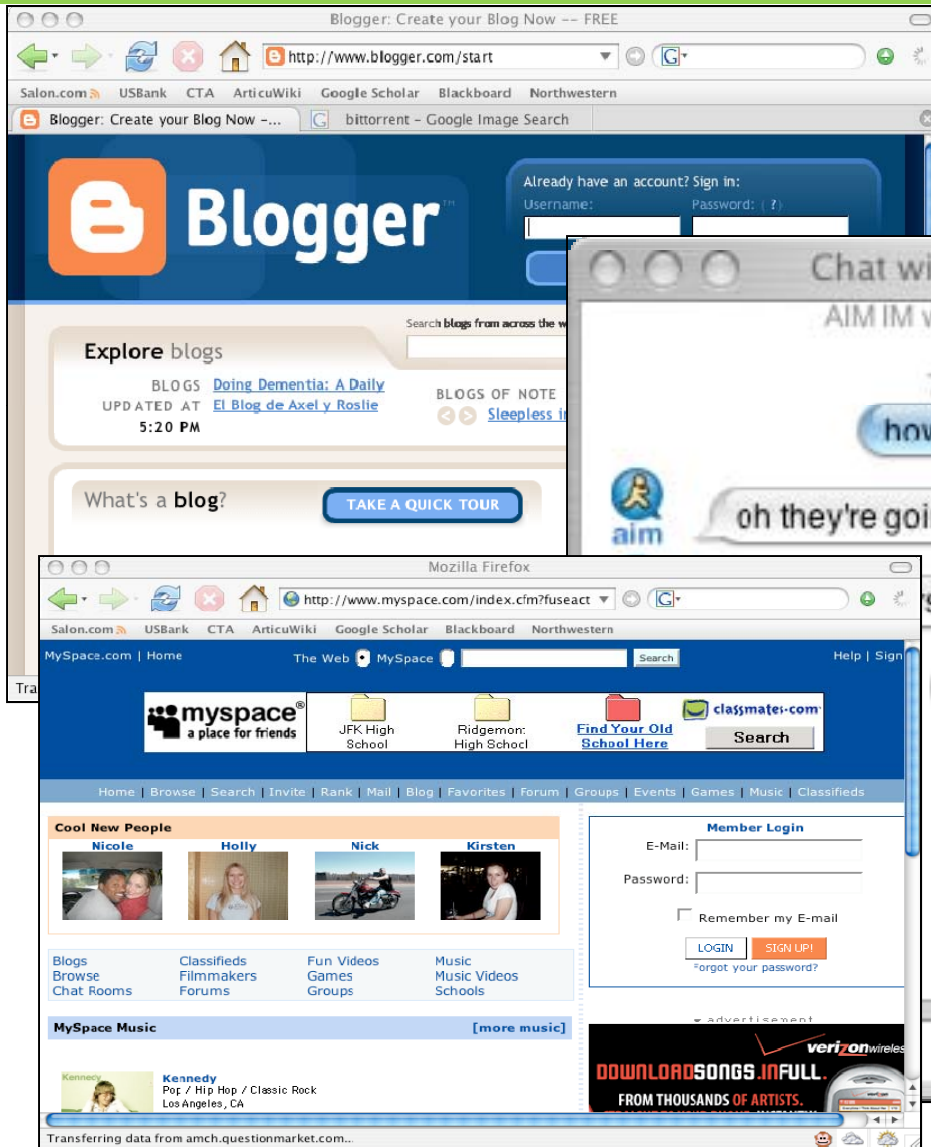 Blogger: Create your Blog Now -- FREE
http://www.blogger.com/start
G
Salon.com USBank CTA ArticuWiki Google Scholar Blackboard Northwestern
Blogger: Create your Blog Now -... G bittorrent - Google Image Search
Already have an account? Sign in:
Username: Password: ( ? )
Blogger™
Chat wi
AIM IM
Search blogs from across the w
Explore blogs
BLOGS Doing Dementia: A Daily
UPDATED AT El Blog de Axel y Roslie
5:20 PM
BLOGS OF NOTE
Sleepless i
how
What's a blog? TAKE A QUICK TOUR
aim
oh they're goi
Mozilla Firefox
http://www.myspace.com/index.cfm?fuseact G
Salon.com USBank CTA ArticuWiki Google Scholar Blackboard Northwestern
MySpace.com | Home The Web MySpace Search Help | Sign
Tra
myspace®
a place for friends
JFK High
School
Ridgemont
High School
Find Your Old
School Here
classmates.com
Search
Home | Browse | Search | Invite | Rank | Mail | Blog | Favorites | Forum | Groups | Events | Games | Music | Classifieds
Cool New People
Nicole Holly Nick Kirsten
Member Login
E-Mail:
Password:
Remember my E-mail
LOGIN SIGN UP!
Forgot your password?
Blogs Classifieds Fun Videos Music
Browse Filmmakers Games Music Videos
Chat Rooms Forums Groups Schools
MySpace Music [more music]
advertisement
verizonwireles
DOWNLOAD SONGS.INFULL.
FROM THOUSANDS OF ARTISTS.
Kennedy
Kennedy
Pop / Hip Hop / Classic Rock
Los Angeles, CA
Transferring data from amch.questionmarket.com...